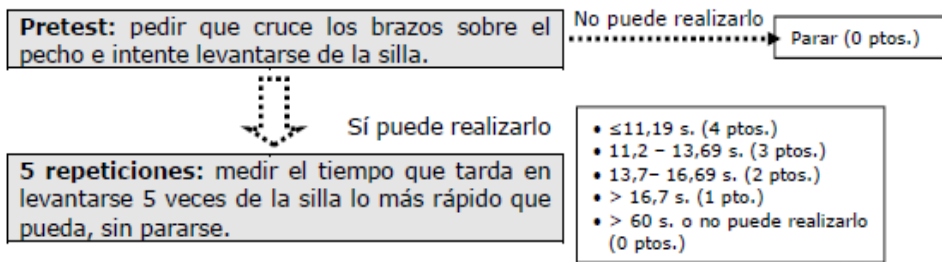 Pretest: pedir que cruce los brazos sobre el
pecho e intente levantarse de la silla.
No puede realizarlo
Parar (0 ptos.)
Sí puede realizarlo
5 repeticiones: medir el tiempo que tarda en
levantarse 5 veces de la silla lo más rápido que
pueda, sin pararse.
• ≤11,19 s. (4 ptos.)
• 11,2 – 13,69 s. (3 ptos.)
• 13,7– 16,69 s. (2 ptos.)
• > 16,7 s. (1 pto.)
• > 60 s. o no puede realizarlo
(0 ptos.)